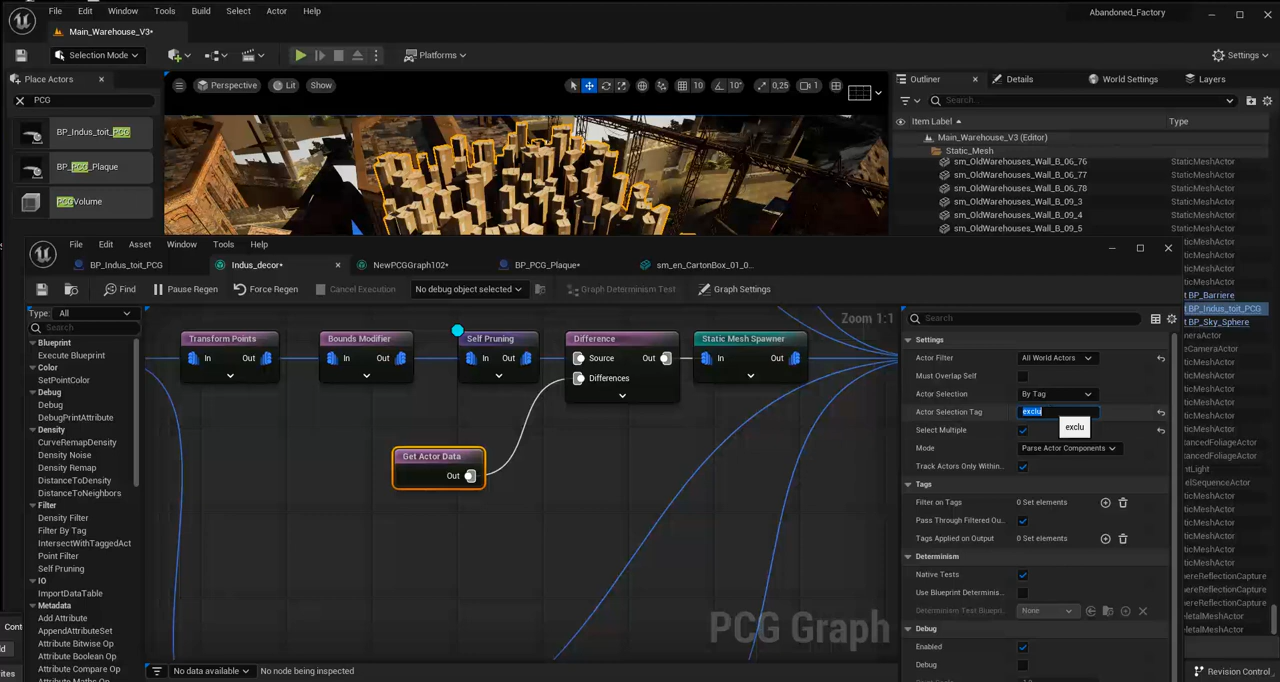 File Edit Window Tools Build Select Actor Help
Abandoned_Factory
Main_Warehouse_V3*
Selection Mode
Platforms
Settings
Place Actors
Perspective
Lit
Show
10
10°
0,25
1
Outliner
Details
World Settings
Layers
PCG
Search...
Item Label
Type
BP_Indus_toit_PCG
Main_Warehouse_V3 (Editor)
Static_Mesh
sm_OldWarehouses_Wall_B_06_76 StaticMeshActor
BP_PCG_Plaque
sm_OldWarehouses_Wall_B_06_77 StaticMeshActor
sm_OldWarehouses_Wall_B_06_78 StaticMeshActor
PCGVolume
sm_OldWarehouses_Wall_B_09_3 StaticMeshActor
sm_OldWarehouses_Wall_B_09_4 StaticMeshActor
sm_OldWarehouses_Wall_B_09_5 StaticMeshActor
File Edit Asset Window Tools Help
BP_Indus_toit_PCG
Indus_decor*
NewPCGGraph102*
BP_PCG_Plaque*
sm_en_CartonBox_01_0...
Find
Pause Regen
Force Regen
Cancel Execution
No debug object selected
Graph Determinism Test
Graph Settings
Type: All
Search
Blueprint
Execute Blueprint
Color
SetPointColor
Debug
Debug
DebugPrintAttribute
Density
CurveRemapDensity
Density Noise
Density Remap
DistanceToDensity
DistanceToNeighbors
Filter
Density Filter
Filter By Tag
IntersectWithTaggedAct
Point Filter
Self Pruning
IO
ImportDataTable
Metadata
Add Attribute
AppendAttributeSet
Attribute Bitwise Op
Attribute Boolean Op
Attribute Compare Op
Attribute Maths Op
Zoom 1:1
Transform Points
In Out
Bounds Modifier
In Out
Self Pruning
In Out
Difference
Source Out
Differences
Static Mesh Spawner
In Out
Get Actor Data
Out
PCG Graph
No data available
No node being inspected
Search
Settings
Actor Filter All World Actors
Must Overlap Self
Actor Selection By Tag
Actor Selection Tag exclu
exclu
Select Multiple
Mode Parse Actor Components
Track Actors Only Within...
Tags
Filter on Tags 0 Set elements
Pass Through Filtered Ou...
Tags Applied on Output 0 Set elements
Determinism
Native Tests
Use Blueprint Determinis...
Determinism Test Bluepri... None
Debug
Enabled
Debug
t BP_Barriere
t BP_Indus_toit_PCG
t BP_Sky_Sphere
Revision Control